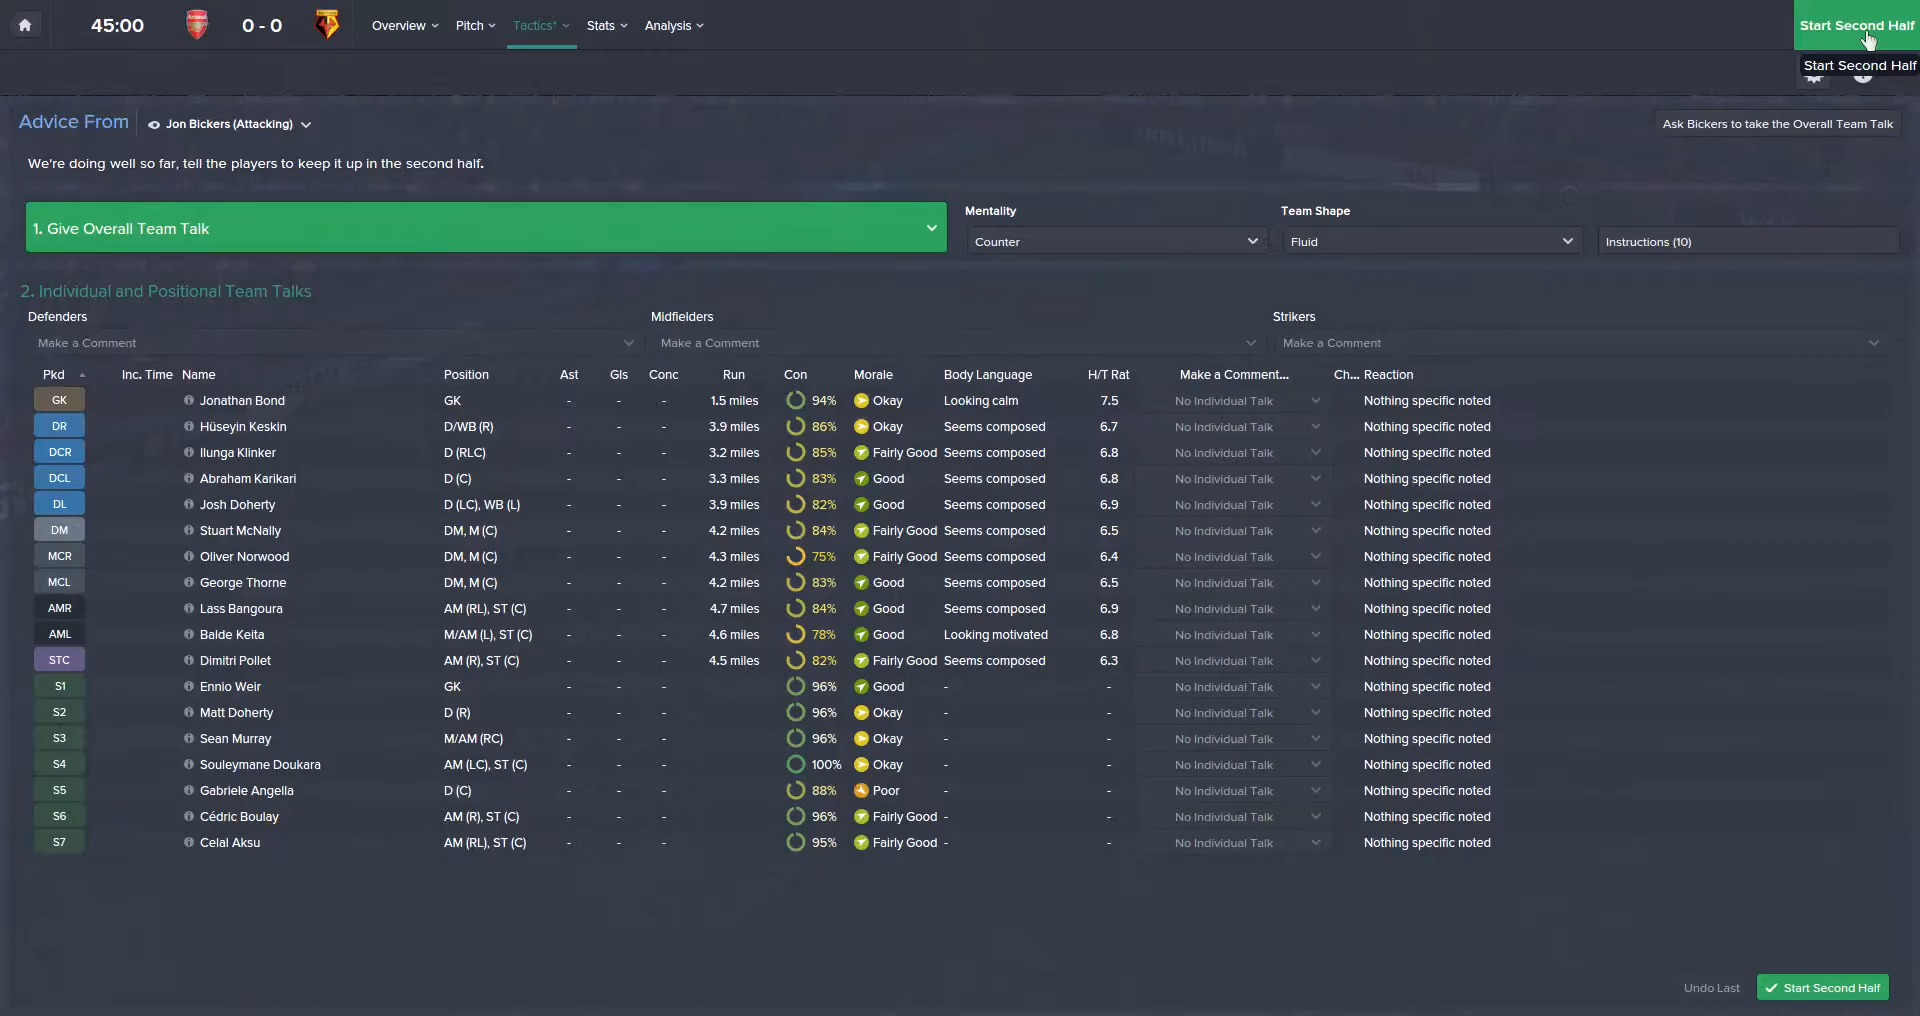 45:00 Arsenal 0 - 0 Overview Pitch Tactics* Stats Analysis Start Second Half
Start Second Half
Advice From Jon Bickers (Attacking) Ask Bickers to take the Overall Team Talk
We're doing well so far, tell the players to keep it up in the second half.
Mentality Team Shape
1. Give Overall Team Talk Counter Fluid Instructions (10)
2. Individual and Positional Team Talks
Defenders Midfielders Strikers
Make a Comment Make a Comment Make a Comment
Pkd Inc. Time Name Position Ast Gls Conc Run Con Morale Body Language H/T Rat Make a Comment... Ch... Reaction
GK Jonathan Bond GK - - - 1.5 miles 94% Okay Looking calm 7.5 No Individual Talk Nothing specific noted
DR Hüseyin Keskin D/WB (R) - - - 3.9 miles 86% Okay Seems composed 6.7 No Individual Talk Nothing specific noted
DCR Ilunga Klinker D (RLC) - - - 3.2 miles 85% Fairly Good Seems composed 6.8 No Individual Talk Nothing specific noted
DCL Abraham Karikari D (C) - - - 3.3 miles 83% Good Seems composed 6.8 No Individual Talk Nothing specific noted
DL Josh Doherty D (LC), WB (L) - - - 3.9 miles 82% Good Seems composed 6.9 No Individual Talk Nothing specific noted
DM Stuart McNally DM, M (C) - - - 4.2 miles 84% Fairly Good Seems composed 6.5 No Individual Talk Nothing specific noted
MCR Oliver Norwood DM, M (C) - - - 4.3 miles 75% Fairly Good Seems composed 6.4 No Individual Talk Nothing specific noted
MCL George Thorne DM, M (C) - - - 4.2 miles 83% Good Seems composed 6.5 No Individual Talk Nothing specific noted
AMR Lass Bangoura AM (RL), ST (C) - - - 4.7 miles 84% Good Seems composed 6.9 No Individual Talk Nothing specific noted
AML Balde Keita M/AM (L), ST (C) - - - 4.6 miles 78% Good Looking motivated 6.8 No Individual Talk Nothing specific noted
STC Dimitri Pollet AM (R), ST (C) - - - 4.5 miles 82% Fairly Good Seems composed 6.3 No Individual Talk Nothing specific noted
S1 Ennio Weir GK - - - 96% Good - - No Individual Talk Nothing specific noted
S2 Matt Doherty D (R) - - - 96% Okay - - No Individual Talk Nothing specific noted
S3 Sean Murray M/AM (RC) - - - 96% Okay - - No Individual Talk Nothing specific noted
S4 Souleymane Doukara AM (LC), ST (C) - - - 100% Okay - - No Individual Talk Nothing specific noted
S5 Gabriele Angella D (C) - - - 88% Poor - - No Individual Talk Nothing specific noted
S6 Cédric Boulay AM (R), ST (C) - - - 96% Fairly Good - - No Individual Talk Nothing specific noted
S7 Celal Aksu AM (RL), ST (C) - - - 95% Fairly Good - - No Individual Talk Nothing specific noted
Undo Last Start Second Half